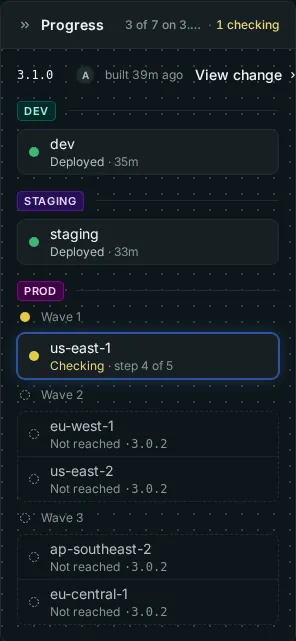 » Progress 3 of 7 on 3.… · 1 checking
3.1.0 A built 39m ago View change ›
DEV
dev
Deployed · 35m
STAGING
staging
Deployed · 33m
PROD
Wave 1
us-east-1
Checking · step 4 of 5
Wave 2
eu-west-1
Not reached ·3.0.2
us-east-2
Not reached ·3.0.2
Wave 3
ap-southeast-2
Not reached ·3.0.2
eu-central-1
Not reached ·3.0.2